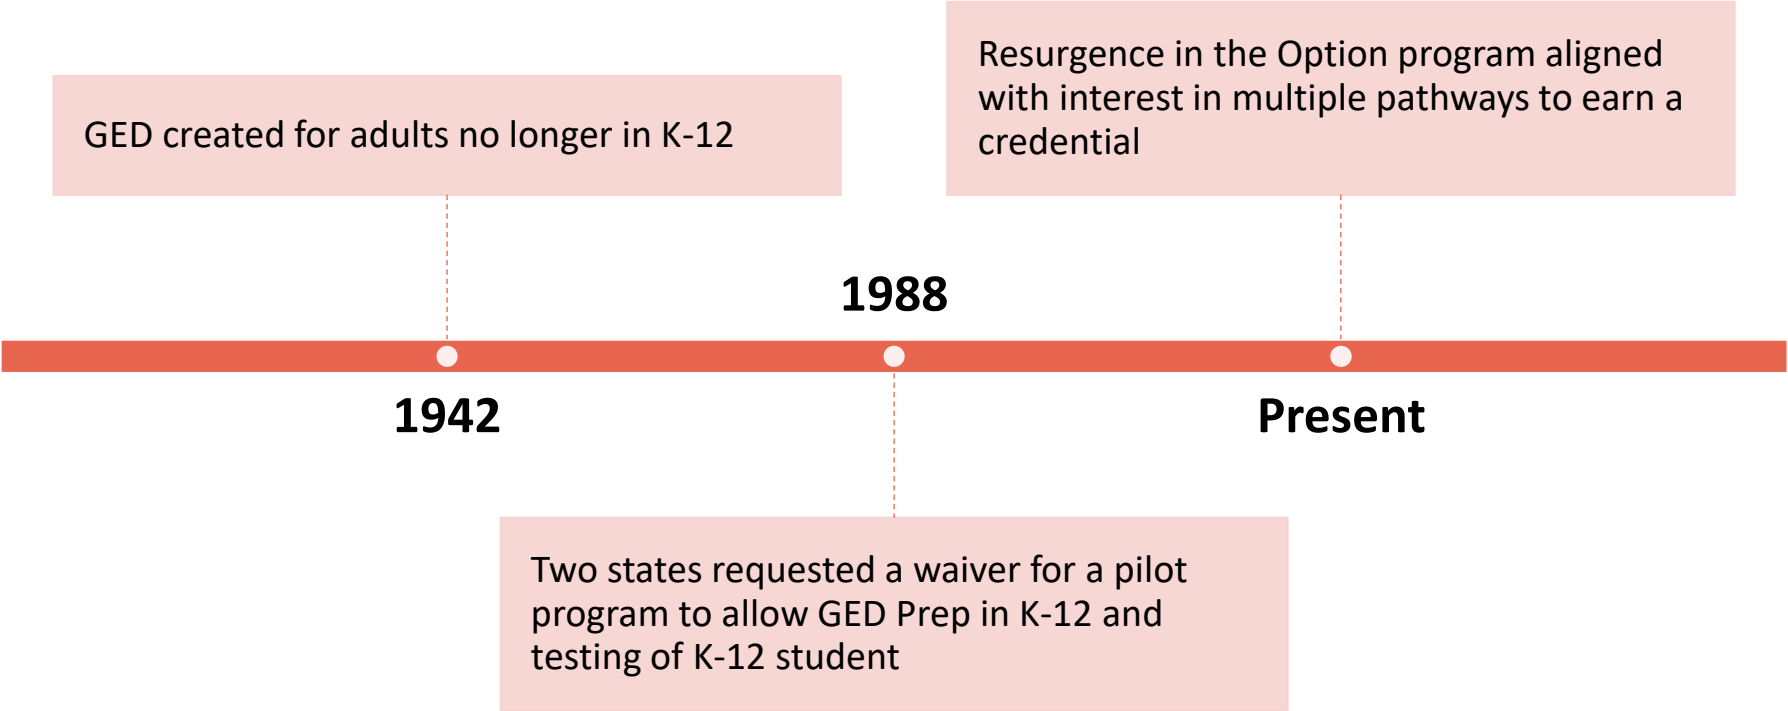 GED created for adults no longer in K-12
1942
1988
Two states requested a waiver for a pilot
program to allow GED Prep in K-12 and
testing of K-12 student
Resurgence in the Option program aligned
with interest in multiple pathways to earn a
credential
Present